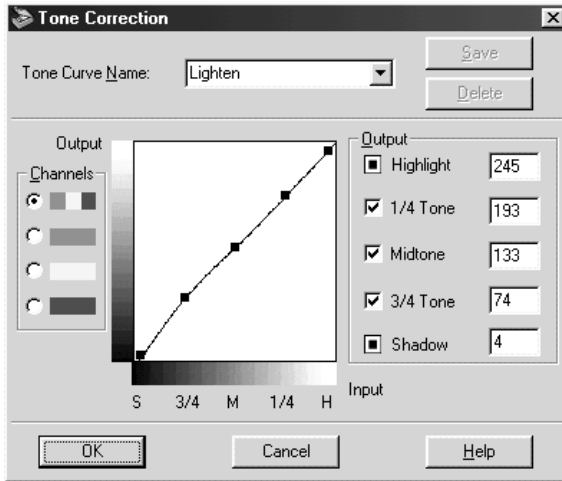 Tone Correction
Tone Curve Name: Lighten
Save
Delete
Output
Channels
Output
Highlight 245
1/4 Tone 193
Midtone 133
3/4 Tone 74
Shadow 4
S 3/4 M 1/4 H Input
OK Cancel Help